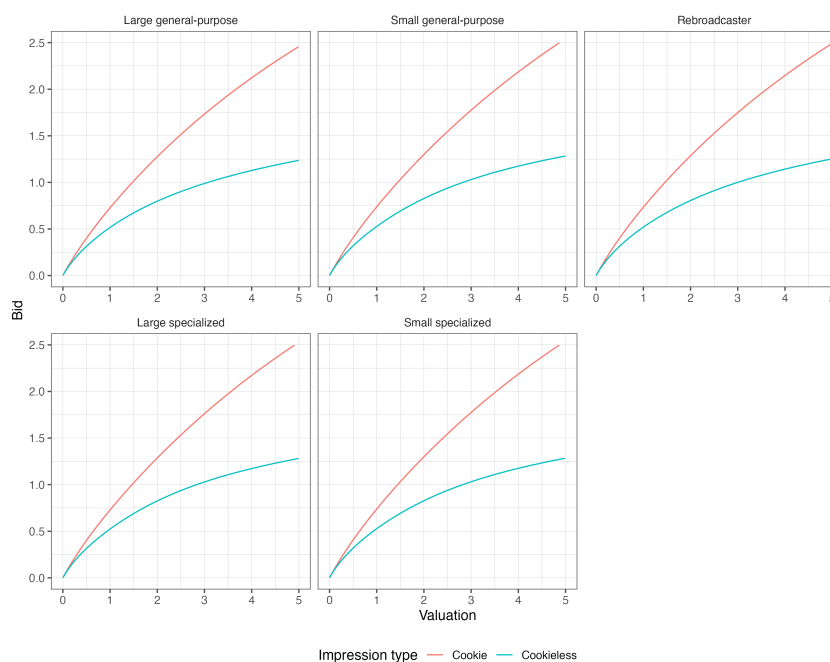 Large general-purpose
Small general-purpose
Rebroadcaster
2.5
2.0
1.5
1.0
0.5
0.0
0 1 2 3 4 5
0 1 2 3 4 5
0 1 2 3 4
Bid
Large specialized
Small specialized
2.5
2.0
1.5
1.0
0.5
0.0
0 1 2 3 4 5
0 1 2 3 4 5
Valuation
Impression type Cookie Cookieless